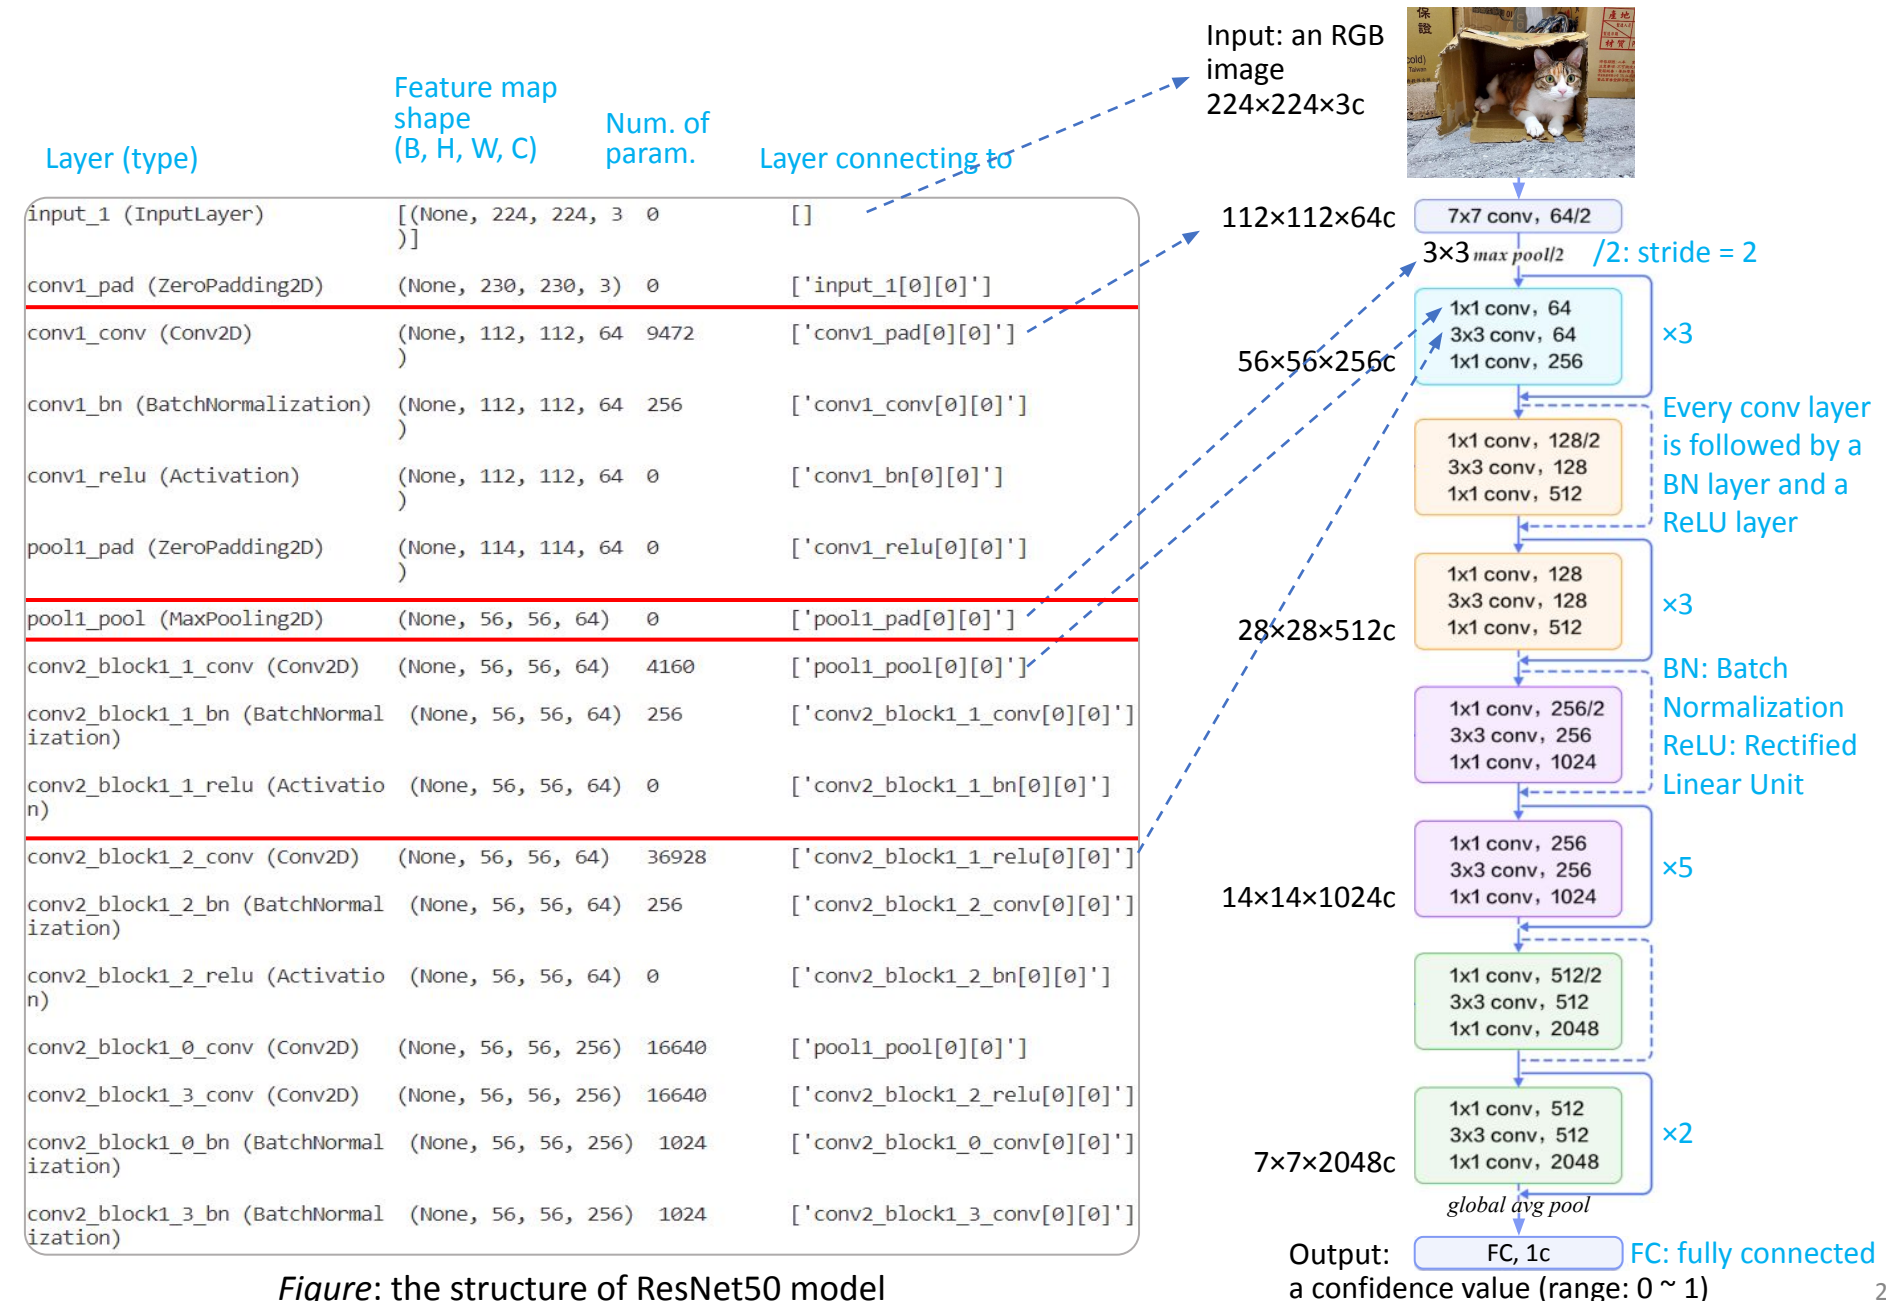 Input: an RGB
image
224×224×3c
保
證
產地
材質
cold)
Taiwan
Feature map
shape
(B, H, W, C)
Num. of
param.
Layer (type)
Layer connecting to
input_1 (InputLayer) [(None, 224, 224, 3 0 []
)]
conv1_pad (ZeroPadding2D) (None, 230, 230, 3) 0 ['input_1[0][0]']
conv1_conv (Conv2D) (None, 112, 112, 64 9472 ['conv1_pad[0][0]']
)
conv1_bn (BatchNormalization) (None, 112, 112, 64 256 ['conv1_conv[0][0]']
)
conv1_relu (Activation) (None, 112, 112, 64 0 ['conv1_bn[0][0]']
)
pool1_pad (ZeroPadding2D) (None, 114, 114, 64 0 ['conv1_relu[0][0]']
)
pool1_pool (MaxPooling2D) (None, 56, 56, 64) 0 ['pool1_pad[0][0]']
conv2_block1_1_conv (Conv2D) (None, 56, 56, 64) 4160 ['pool1_pool[0][0]']
conv2_block1_1_bn (BatchNormal (None, 56, 56, 64) 256 ['conv2_block1_1_conv[0][0]']
ization)
conv2_block1_1_relu (Activatio (None, 56, 56, 64) 0 ['conv2_block1_1_bn[0][0]']
n)
conv2_block1_2_conv (Conv2D) (None, 56, 56, 64) 36928 ['conv2_block1_1_relu[0][0]']
conv2_block1_2_bn (BatchNormal (None, 56, 56, 64) 256 ['conv2_block1_2_conv[0][0]']
ization)
conv2_block1_2_relu (Activatio (None, 56, 56, 64) 0 ['conv2_block1_2_bn[0][0]']
n)
conv2_block1_0_conv (Conv2D) (None, 56, 56, 256) 16640 ['pool1_pool[0][0]']
conv2_block1_3_conv (Conv2D) (None, 56, 56, 256) 16640 ['conv2_block1_2_relu[0][0]']
conv2_block1_0_bn (BatchNormal (None, 56, 56, 256) 1024 ['conv2_block1_0_conv[0][0]']
ization)
conv2_block1_3_bn (BatchNormal (None, 56, 56, 256) 1024 ['conv2_block1_3_conv[0][0]']
ization)
Figure: the structure of ResNet50 model
112×112×64c
7x7 conv, 64/2
3×3 max pool/2
/2: stride = 2
1x1 conv, 64
3x3 conv, 64
1x1 conv, 256
×3
56×56×256c
Every conv layer
is followed by a
BN layer and a
ReLU layer
1x1 conv, 128/2
3x3 conv, 128
1x1 conv, 512
1x1 conv, 128
3x3 conv, 128
1x1 conv, 512
×3
28×28×512c
BN: Batch
Normalization
ReLU: Rectified
Linear Unit
1x1 conv, 256/2
3x3 conv, 256
1x1 conv, 1024
1x1 conv, 256
3x3 conv, 256
1x1 conv, 1024
×5
14×14×1024c
1x1 conv, 512/2
3x3 conv, 512
1x1 conv, 2048
1x1 conv, 512
3x3 conv, 512
1x1 conv, 2048
×2
7×7×2048c
global avg pool
Output:
FC, 1c
FC: fully connected
a confidence value (range: 0 ~ 1)
2